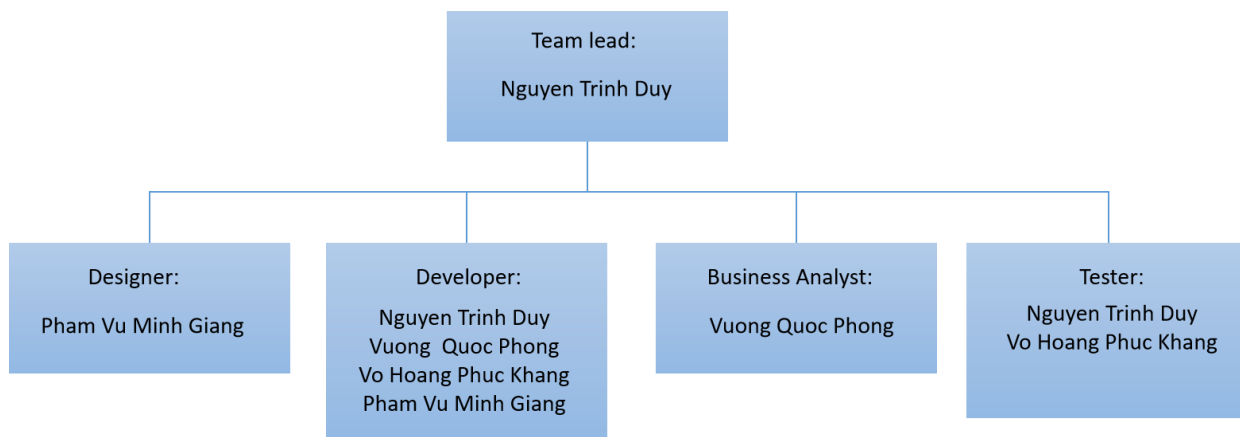 Team lead:
Nguyen Trinh Duy
Designer:
Pham Vu Minh Giang
Developer:
Nguyen Trinh Duy
Vuong  Quoc Phong
Vo Hoang Phuc Khang
Pham Vu Minh Giang
Business Analyst:
Vuong Quoc Phong
Tester:
Nguyen Trinh Duy
Vo Hoang Phuc Khang